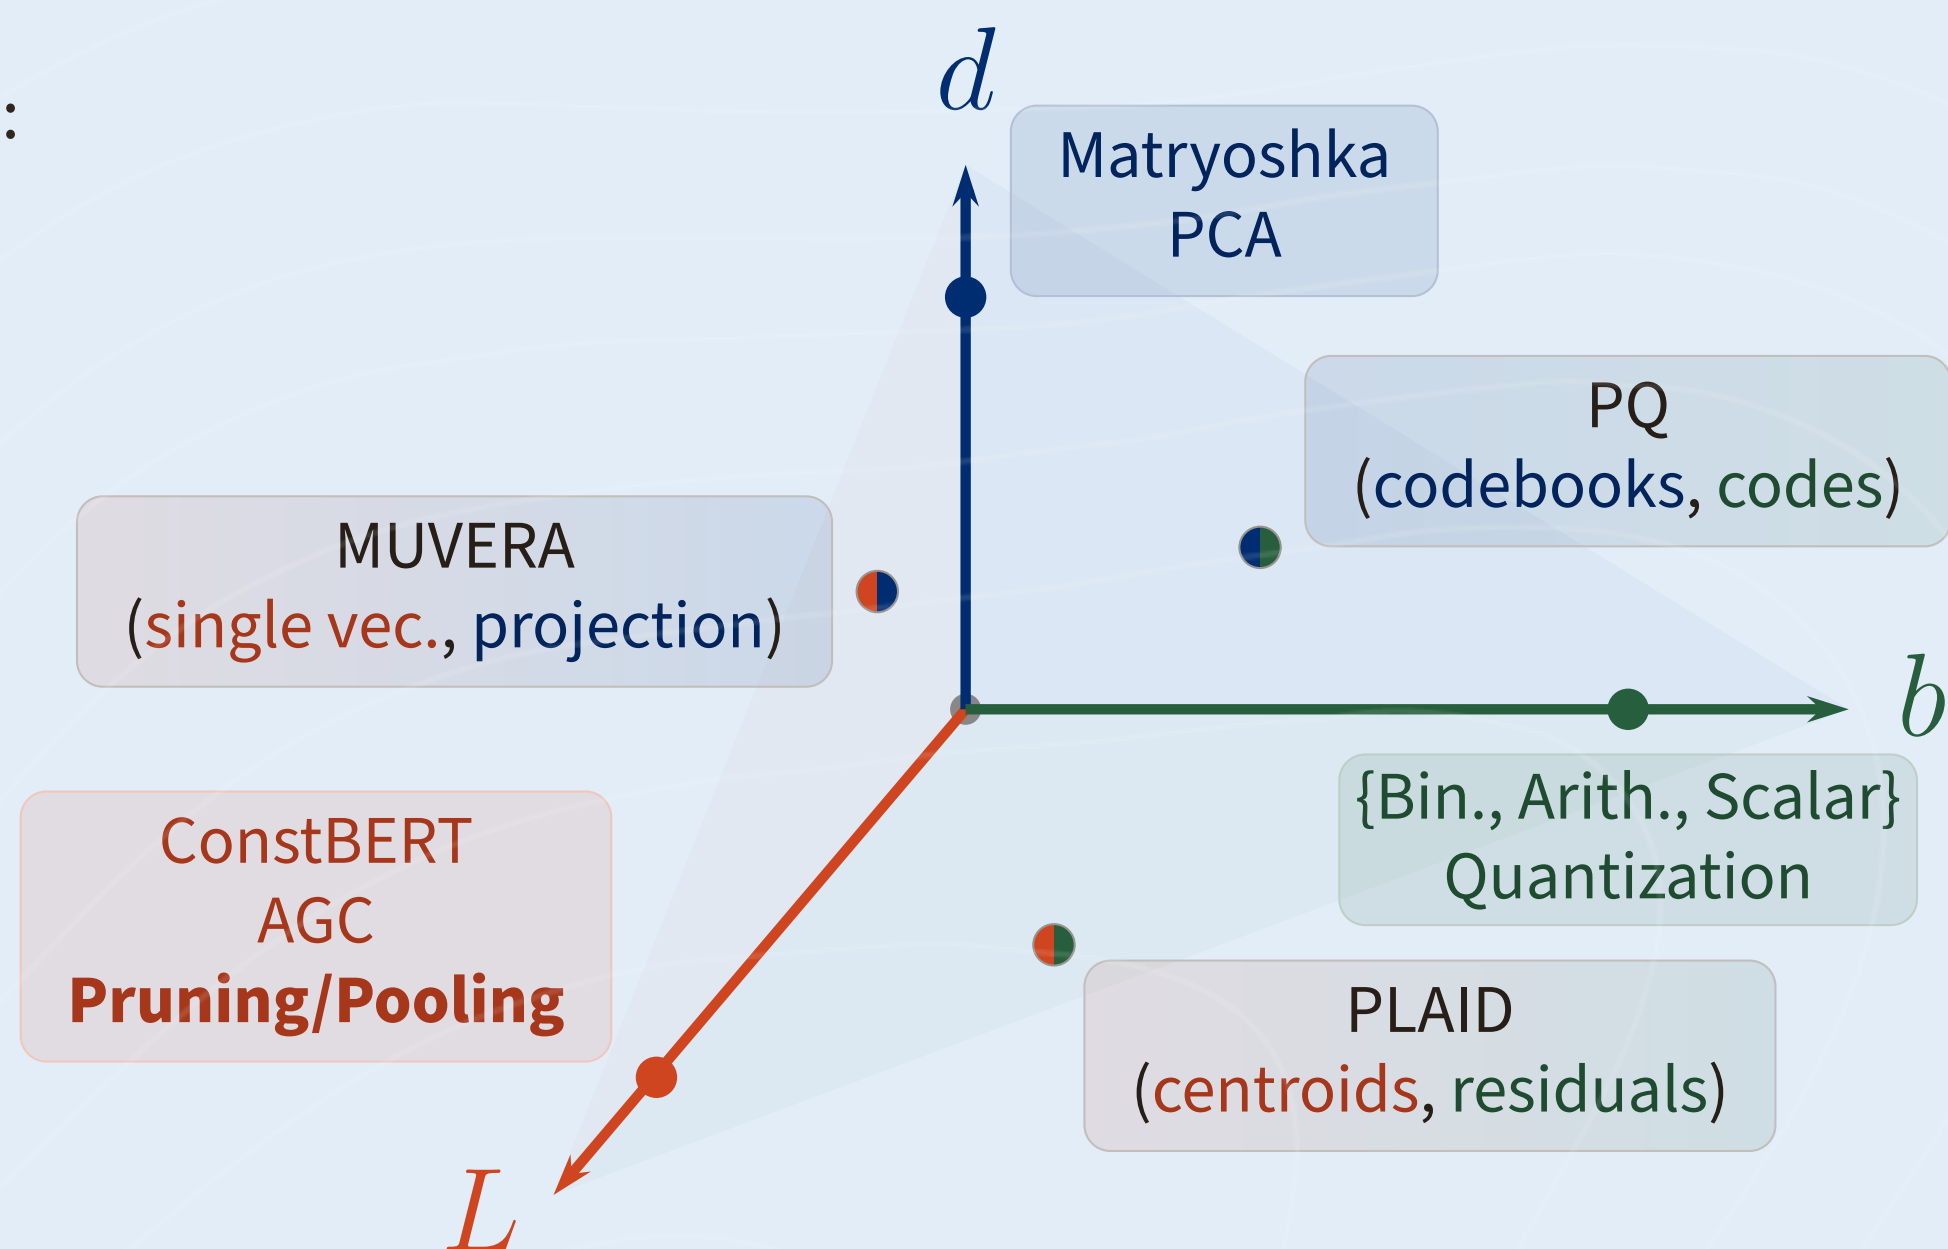 :
d
Matryoshka
PCA
PQ
(codebooks, codes)
MUVERA
(single vec., projection)
b
{Bin., Arith., Scalar}
Quantization
ConstBERT
AGC
Pruning/Pooling
PLAID
(centroids, residuals)
L